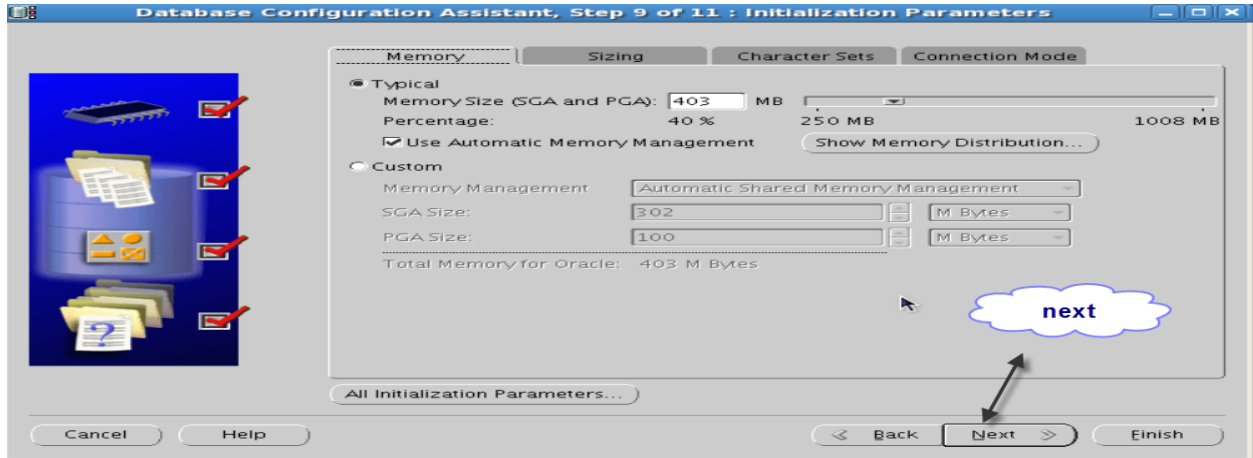 Database Configuration Assistant, Step 9 of 11 : Initialization Parameters
Memory Sizing Character Sets Connection Mode
Typical
Memory Size (SGA and PGA): 403 MB
Percentage: 40 % 250 MB 1008 MB
Use Automatic Memory Management Show Memory Distribution...
Custom
Memory Management Automatic Shared Memory Management
SGA Size: 302 M Bytes
PGA Size: 100 M Bytes
Total Memory for Oracle: 403 M Bytes
next
?
All Initialization Parameters...
Cancel Help Back Next Finish